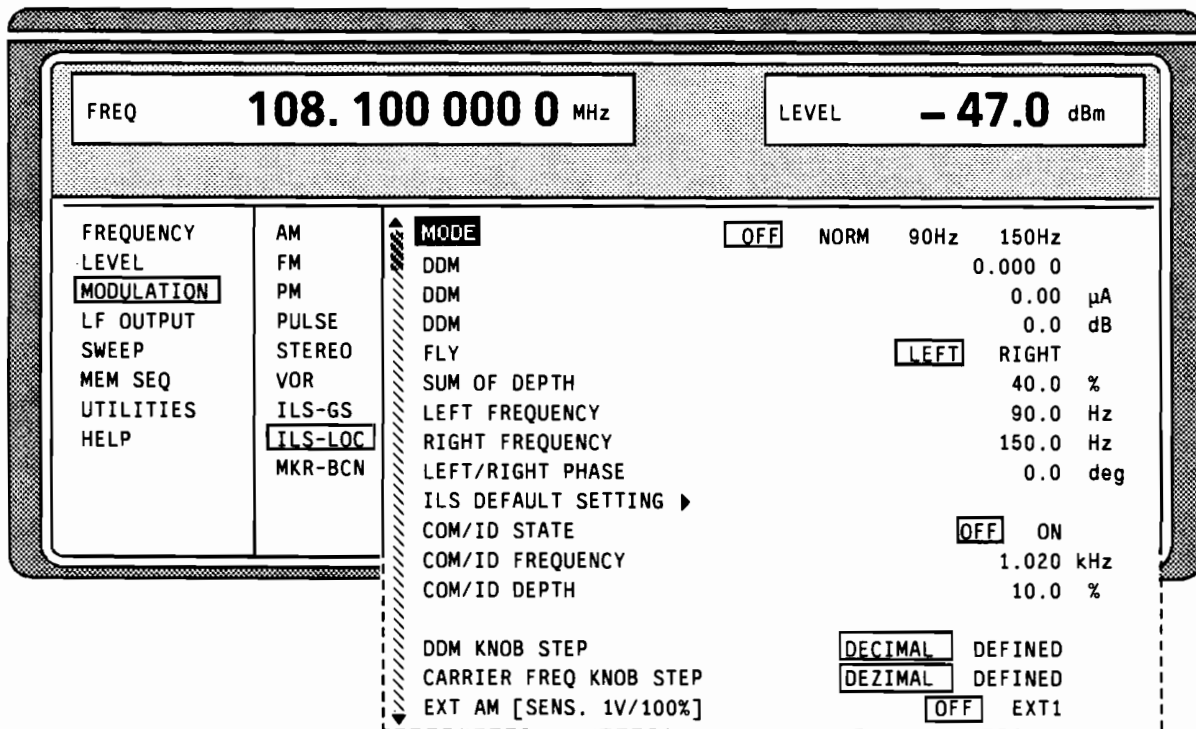 FREQ 108. 100 000 0 MHz LEVEL – 47.0 dBm
FREQUENCY
LEVEL
MODULATION
LF OUTPUT
SWEEP
MEM SEQ
UTILITIES
HELP
AM
FM
PM
PULSE
STEREO
VOR
ILS-GS
ILS-LOC
MKR-BCN
MODE OFF NORM 90Hz 150Hz
DDM 0.000 0
DDM 0.00 µA
DDM 0.0 dB
FLY LEFT RIGHT
SUM OF DEPTH 40.0 %
LEFT FREQUENCY 90.0 Hz
RIGHT FREQUENCY 150.0 Hz
LEFT/RIGHT PHASE 0.0 deg
ILS DEFAULT SETTING ▶
COM/ID STATE OFF ON
COM/ID FREQUENCY 1.020 kHz
COM/ID DEPTH 10.0 %
DDM KNOB STEP DECIMAL DEFINED
CARRIER FREQ KNOB STEP DEZIMAL DEFINED
EXT AM [SENS. 1V/100%] OFF EXT1